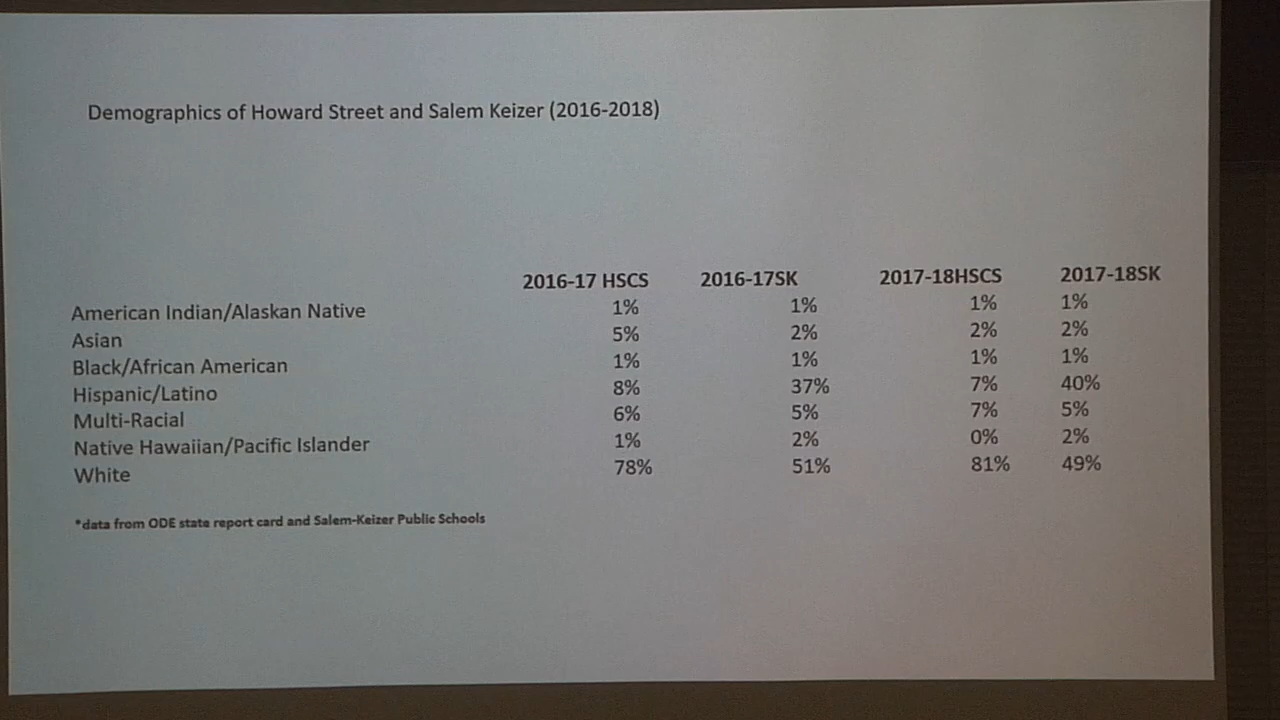 Demographics of Howard Street and Salem Keizer (2016-2018)
2016-17 HSCS 2016-17SK 2017-18HSCS 2017-18SK
American Indian/Alaskan Native 1% 1% 1% 1%
Asian 5% 2% 2% 2%
Black/African American 1% 1% 1% 1%
Hispanic/Latino 8% 37% 7% 40%
Multi-Racial 6% 5% 7% 5%
Native Hawaiian/Pacific Islander 1% 2% 0% 2%
White 78% 51% 81% 49%
*data from ODE state report card and Salem-Keizer Public Schools